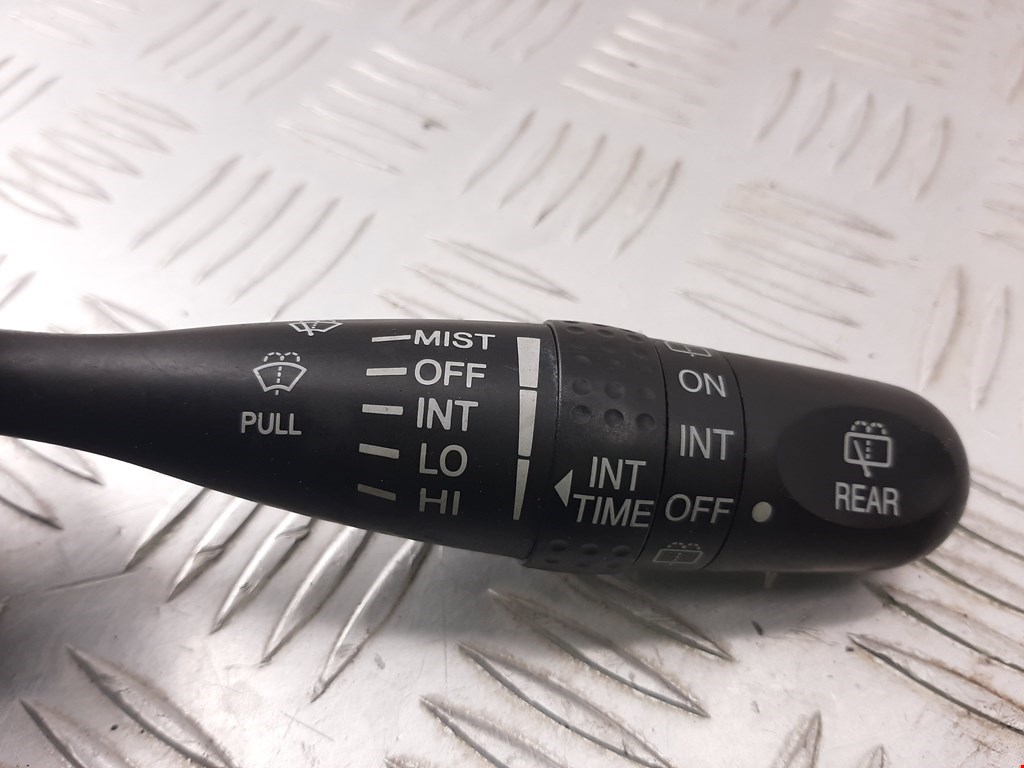 PULL
MIST
OFF
INT
LO
HI
INT
TIME
ON
INT
OFF
REAR